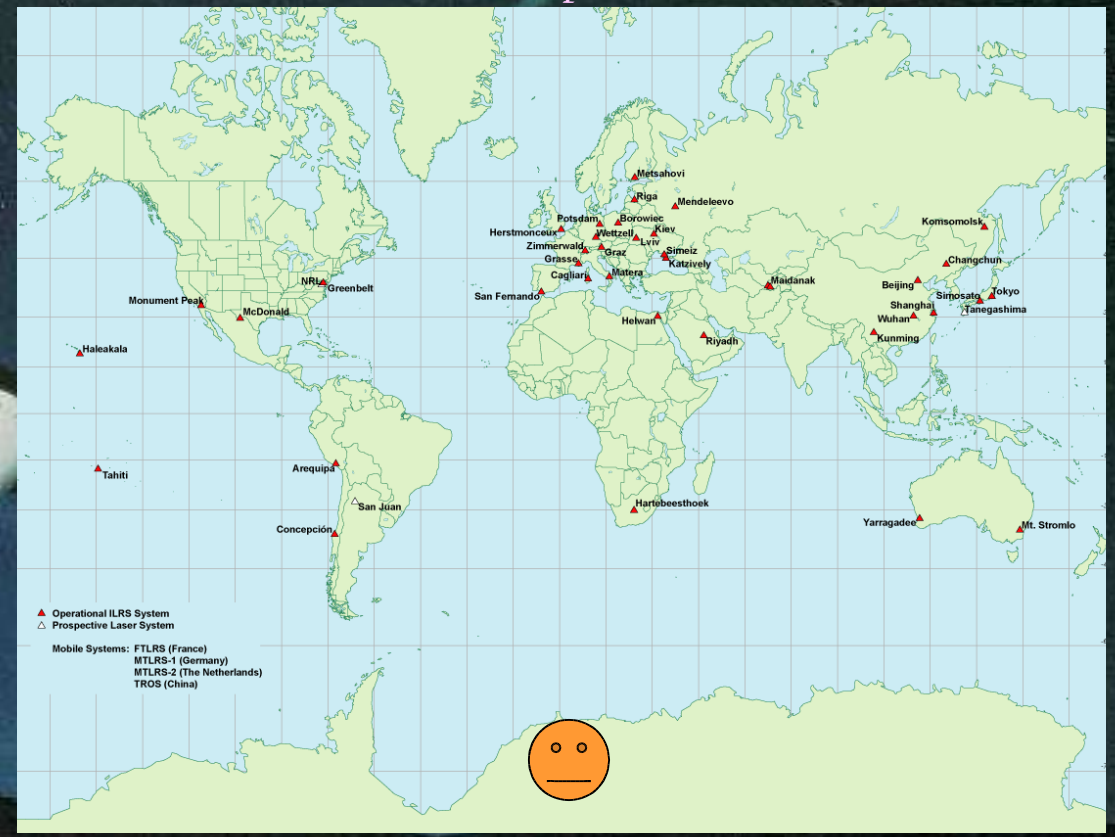 Metsahovi
Riga
Mendeleevo
Potsdam
Borowiec
Komsomolsk
Herstmonceux
Wettzell
Kiev
Lviv
Zimmerwald
Graz
Simeiz
Grasse
Katzively
Changchun
Cagliari
Matera
NRL
Greenbelt
Maidanak
Beijing
San Fernando
Simosato
Tokyo
Monument Peak
McDonald
Shanghai
Tanegashima
Helwan
Wuhan
Riyadh
Kunming
Haleakala
Arequipa
Tahiti
San Juan
Hartebeesthoek
Concepción
Yarragadee
Mt. Stromlo
Operational ILRS System
Prospective Laser System
Mobile Systems: FTLRS (France)
MTLRS-1 (Germany)
MTLRS-2 (The Netherlands)
TROS (China)